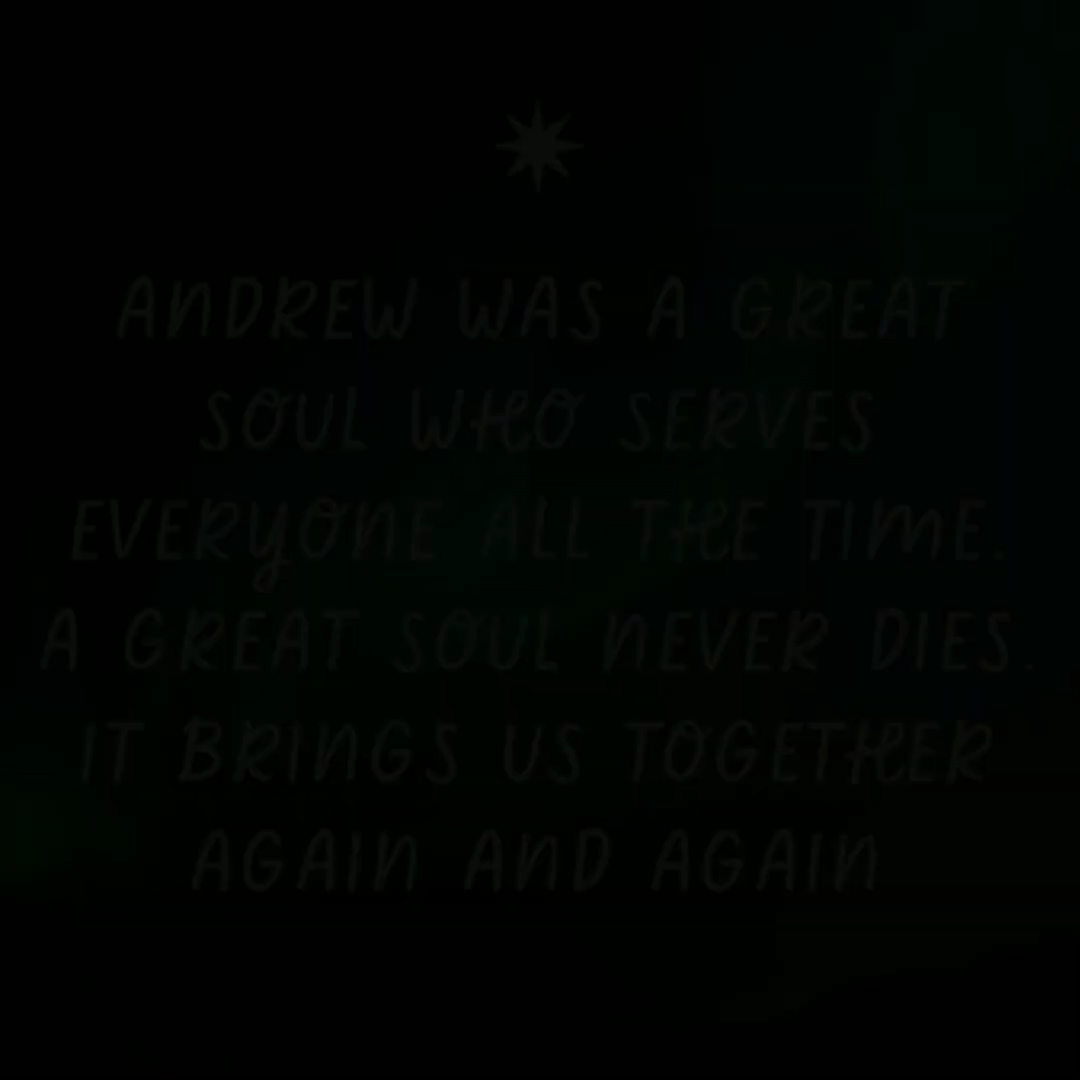 ANDREW WAS A GREAT
SOUL WHO SERVES
EVERYONE ALL THE TIME.
A GREAT SOUL NEVER DIES.
IT BRINGS US TOGETHER
AGAIN AND AGAIN